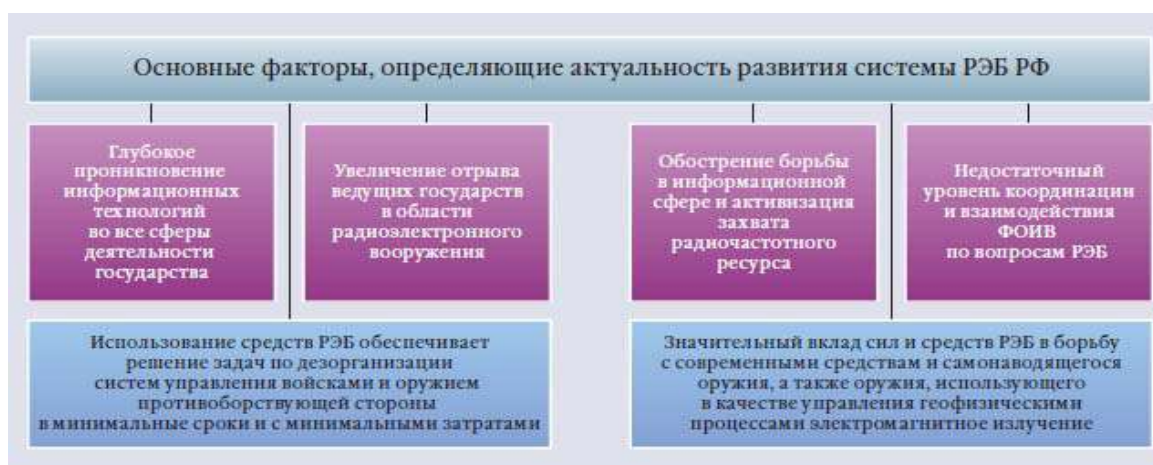 Основные факторы, определяющие актуальность развития системы РЭБ РФ
Глубокое
проникновение
информационных
технологий
во все сферы
деятельности
государства
Увеличение отрыва
ведущих государств
в области
радиоэлектронного
вооружения
Обострение борьбы
в информационной
сфере и активизация
захвата
радиочастотного
ресурса
Недостаточный
уровень координации
и взаимодействия
ФОИВ
по вопросам РЭБ
Использование средств РЭБ обеспечивает
решение задач по дезорганизации
систем управления войсками и оружием
противоборствующей стороны
в минимальные сроки и с минимальными затратами
Значительный вклад сил и средств РЭБ в борьбу
с современными средствам и самонаводящегося
оружия, а также оружия, использующего
в качестве управления геофизическими
процессами электромагнитное излучение